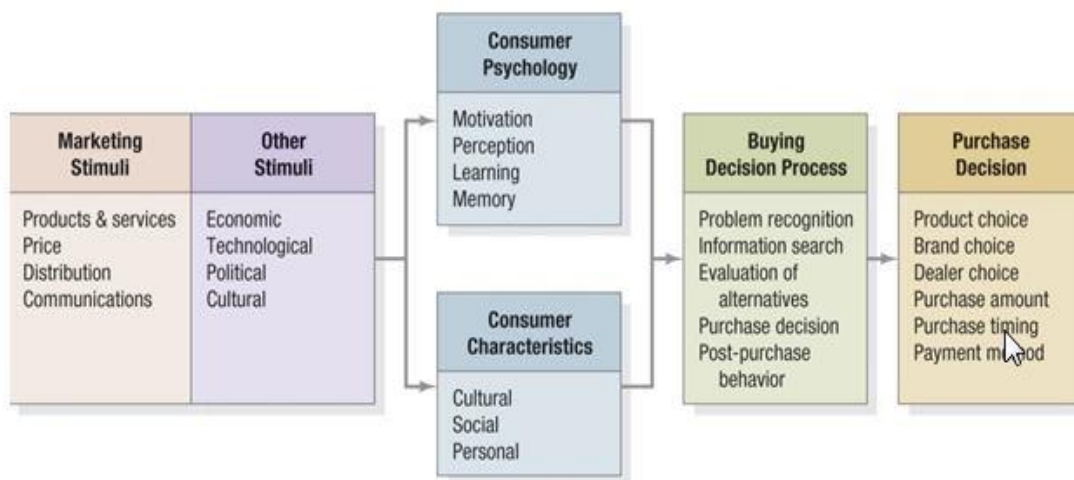 Marketing
Stimuli
Products & services
Price
Distribution
Communications
Other
Stimuli
Economic
Technological
Political
Cultural
Consumer
Psychology
Motivation
Perception
Learning
Memory
Consumer
Characteristics
Cultural
Social
Personal
Buying
Decision Process
Problem recognition
Information search
Evaluation of
alternatives
Purchase decision
Post-purchase
behavior
Purchase
Decision
Product choice
Brand choice
Dealer choice
Purchase amount
Purchase timing
Payment method